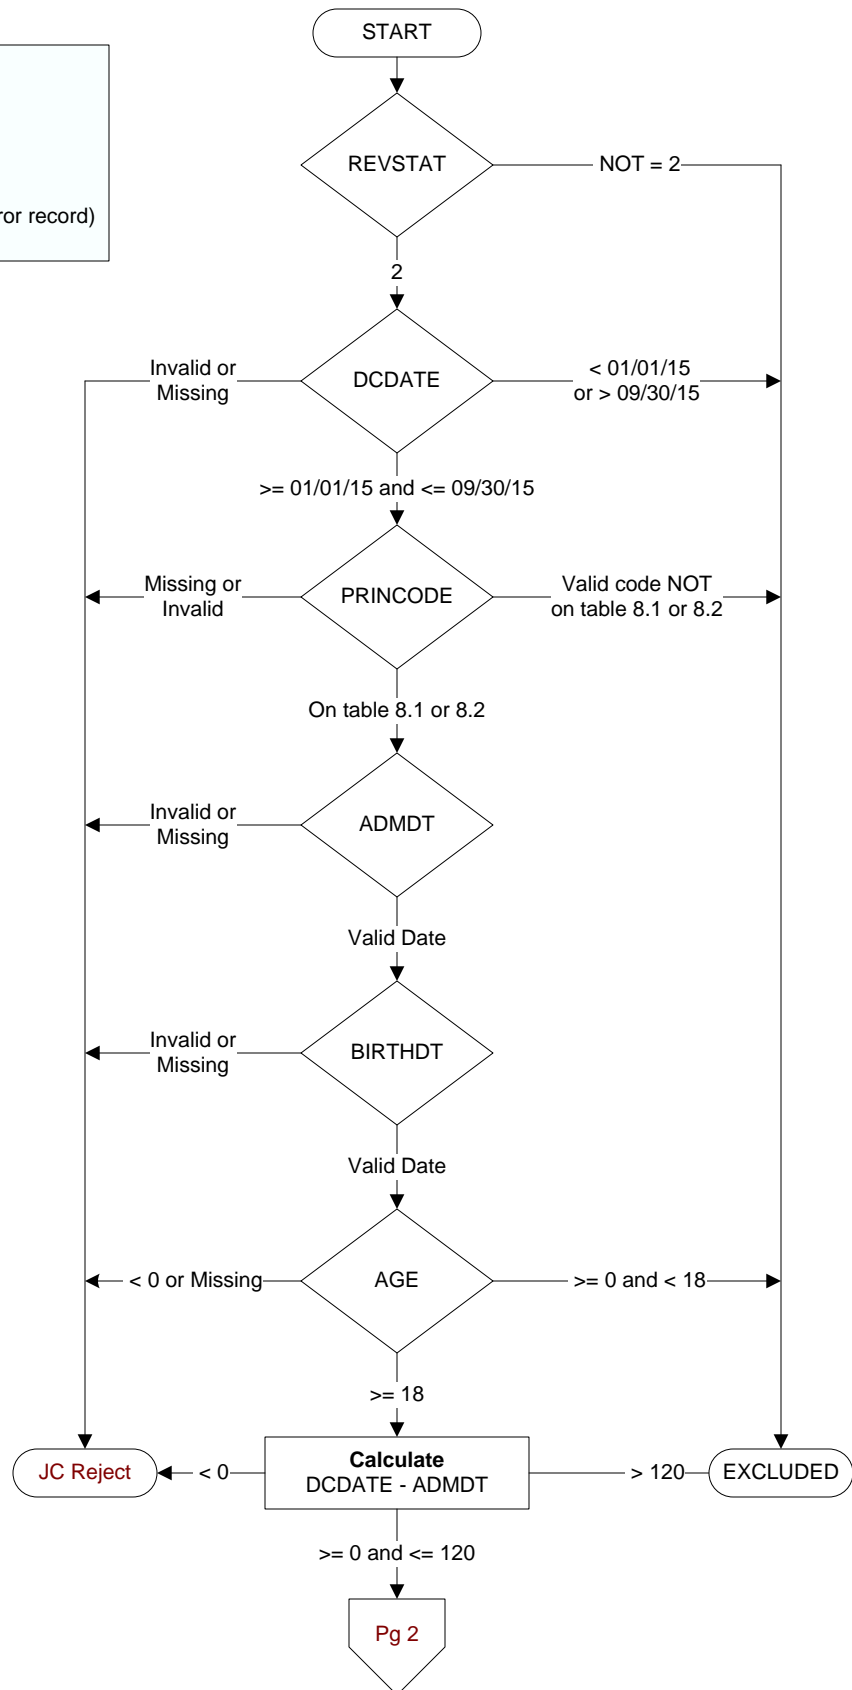 START
ror record)
REVSTAT
NOT = 2
2
Invalid or
Missing
DCDATE
< 01/01/15
or > 09/30/15
>= 01/01/15 and <= 09/30/15
Missing or
Invalid
PRINCODE
Valid code NOT
on table 8.1 or 8.2
On table 8.1 or 8.2
Invalid or
Missing
ADMDT
Valid Date
Invalid or
Missing
BIRTHDT
Valid Date
< 0 or Missing
AGE
>= 0 and < 18
>= 18
JC Reject
< 0
Calculate
DCDATE - ADMDT
> 120
EXCLUDED
>= 0 and <= 120
Pg 2